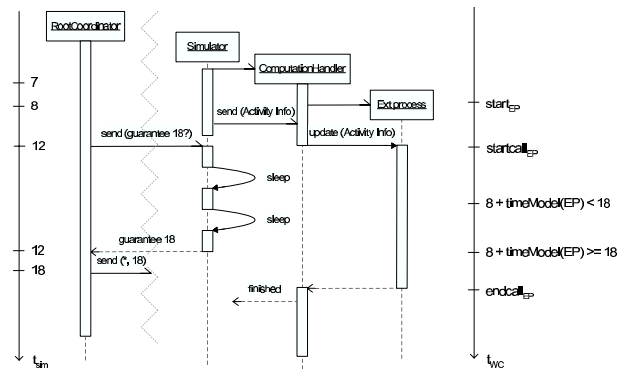 RootCoordinator
Simulator
ComputationHandler
Ext.process
7
8
send (Activity Info)
start_EP
update (Activity Info)
send (guarantee 18?)
12
startcall_EP
sleep
8 + timeModel(EP) < 18
sleep
guarantee 18
12
8 + timeModel(EP) >= 18
send (*, 18)
18
finished
endcall_EP
t_sim
t_WC